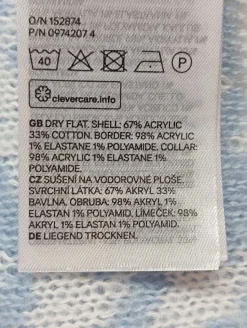 O/N 152874
P/N 0974207 4
40
P
clevercare.info
GB DRY FLAT. SHELL: 67% ACRYLIC
33% COTTON. BORDER: 98% ACRYLIC
1% ELASTANE 1% POLYAMIDE. COLLAR:
98% ACRYLIC 1% ELASTANE 1%
POLYAMIDE.
CZ SUŠENÍ NA VODOROVNÉ PLOŠE.
SVRCHNÍ LÁTKA: 67% AKRYL 33%
BAVLNA. OBRUBA: 98% AKRYL 1%
ELASTAN 1% POLYAMID. LÍMEČEK: 98%
AKRYL 1% ELASTAN 1% POLYAMID.
DE LIEGEND TROCKNEN.